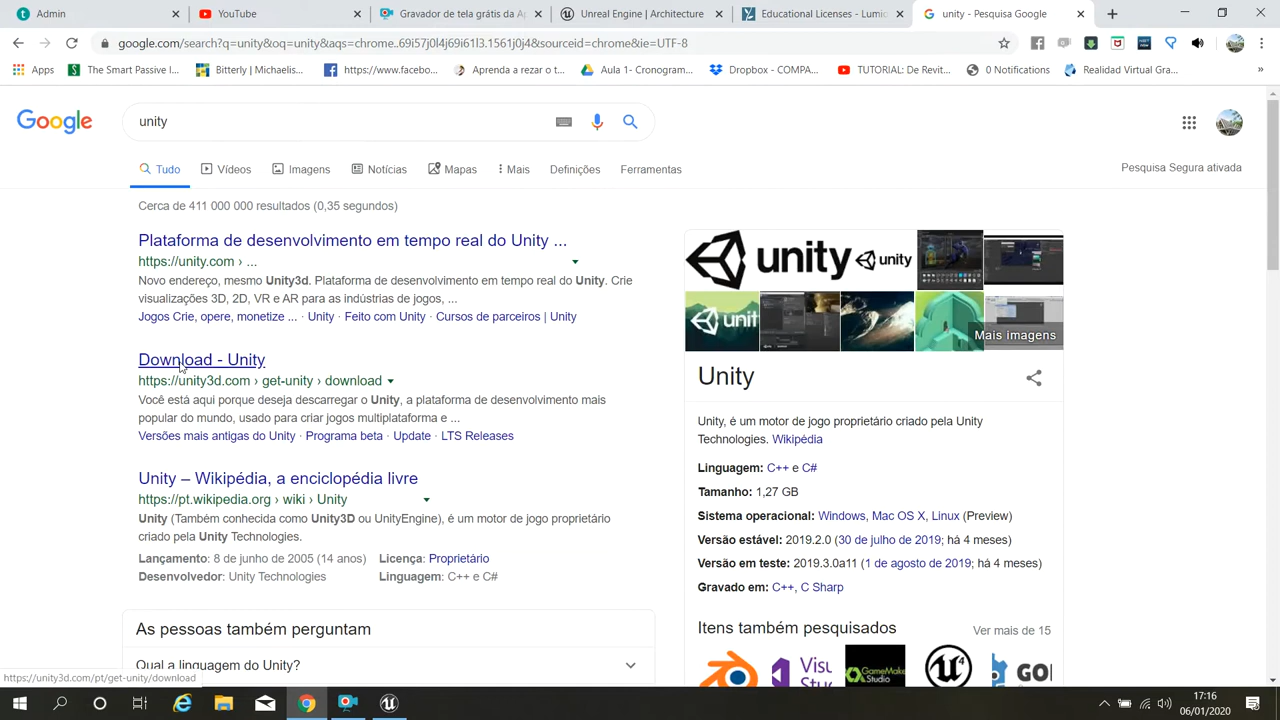 Admin
YouTube
Gravador de tela grátis da Ap
Unreal Engine | Architecture
Educational Licenses - Lumio
unity - Pesquisa Google
google.com/search?q=unity&oq=unity&aqs=chrome..69i57j0l4j69i61l3.1561j0j4&sourceid=chrome&ie=UTF-8
Apps
The Smart Passive I...
Bitterly | Michaelis...
https://www.facebo...
Aprenda a rezar o t...
Aula 1- Cronogram...
Dropbox - COMPA...
TUTORIAL: De Revit...
0 Notifications
Realidad Virtual Gra...
»
Google
unity
Tudo
Vídeos
Imagens
Notícias
Mapas
Mais
Definições
Ferramentas
Pesquisa Segura ativada
Cerca de 411 000 000 resultados (0,35 segundos)
Plataforma de desenvolvimento em tempo real do Unity ...
https://unity.com › ...
Novo endereço, mesmo Unity3d. Plataforma de desenvolvimento em tempo real do Unity. Crie
visualizações 3D, 2D, VR e AR para as indústrias de jogos, ...
Jogos Crie, opere, monetize ... · Unity · Feito com Unity · Cursos de parceiros | Unity
Download - Unity
https://unity3d.com › get-unity › download
Você está aqui porque deseja descarregar o Unity, a plataforma de desenvolvimento mais
popular do mundo, usado para criar jogos multiplataforma e ...
Versões mais antigas do Unity · Programa beta · Update · LTS Releases
Unity – Wikipédia, a enciclopédia livre
https://pt.wikipedia.org › wiki › Unity
Unity (Também conhecida como Unity3D ou UnityEngine), é um motor de jogo proprietário
criado pela Unity Technologies.
Lançamento: 8 de junho de 2005 (14 anos)
Licença: Proprietário
Desenvolvedor: Unity Technologies
Linguagem: C++ e C#
As pessoas também perguntam
Qual a linguagem do Unity?
unity
unity
unit
Mais imagens
Unity
Unity, é um motor de jogo proprietário criado pela Unity
Technologies. Wikipédia
Linguagem: C++ e C#
Tamanho: 1,27 GB
Sistema operacional: Windows, Mac OS X, Linux (Preview)
Versão estável: 2019.2.0 (30 de julho de 2019; há 4 meses)
Versão em teste: 2019.3.0a11 (1 de agosto de 2019; há 4 meses)
Gravado em: C++, C Sharp
Itens também pesquisados
Ver mais de 15
Visu
Studi
GameMaker
Studio
GO
https://unity3d.com/pt/get-unity/download
17:16
06/01/2020